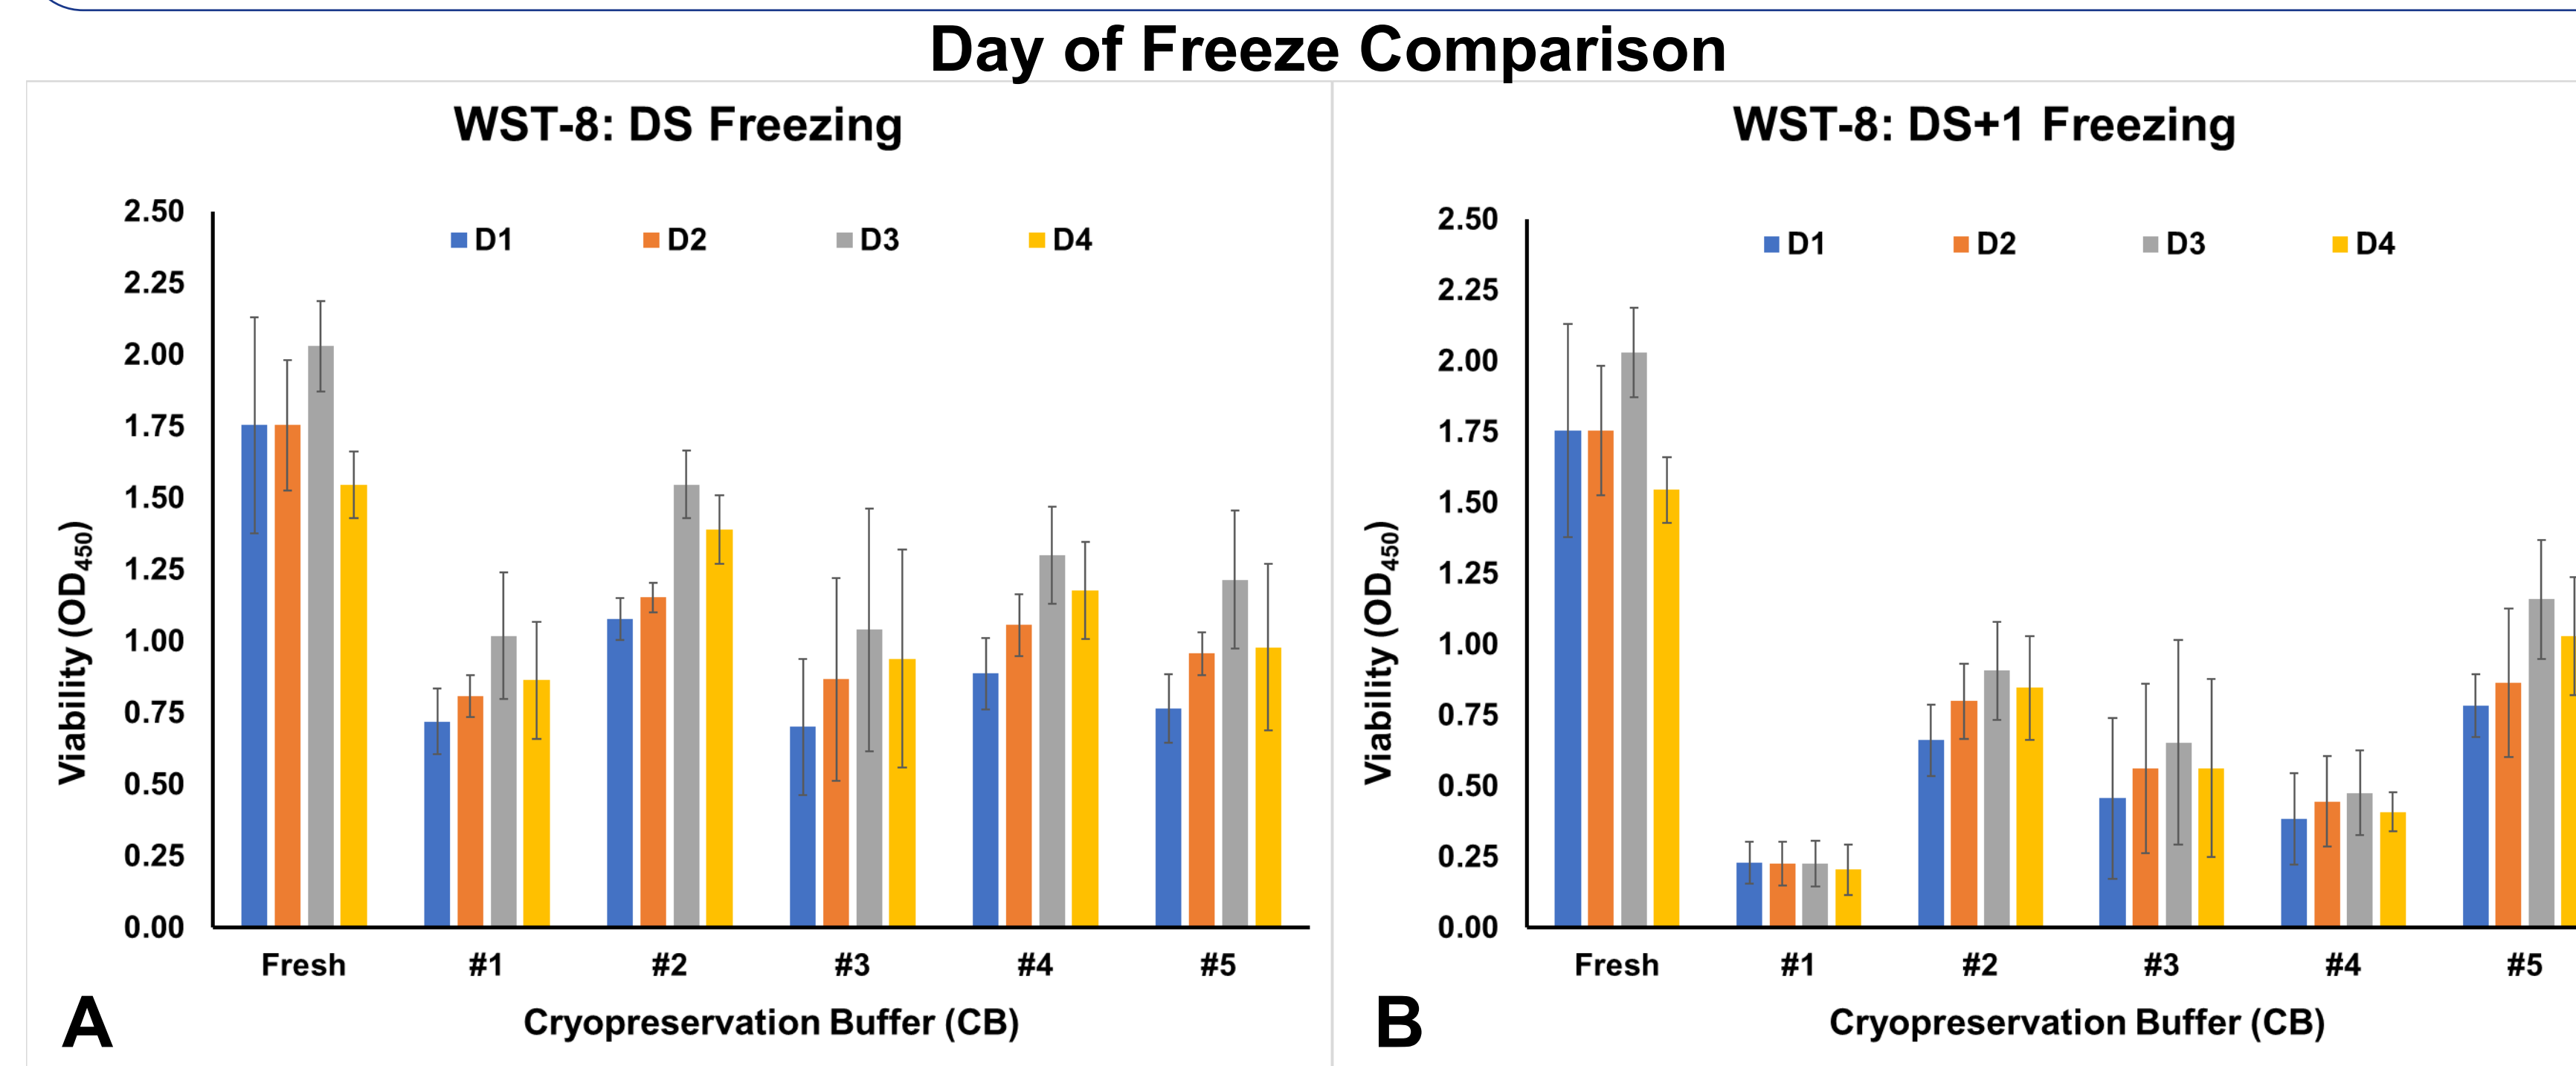 Day of Freeze Comparison
WST-8: DS Freezing
D1 D2 D3 D4
2.50
2.25
2.00
1.75
1.50
1.25
1.00
0.75
0.50
0.25
0.00
Viability (OD450)
Fresh #1 #2 #3 #4 #5
Cryopreservation Buffer (CB)
A
WST-8: DS+1 Freezing
D1 D2 D3 D4
2.50
2.25
2.00
1.75
1.50
1.25
1.00
0.75
0.50
0.25
0.00
Viability (OD450)
Fresh #1 #2 #3 #4 #5
Cryopreservation Buffer (CB)
B